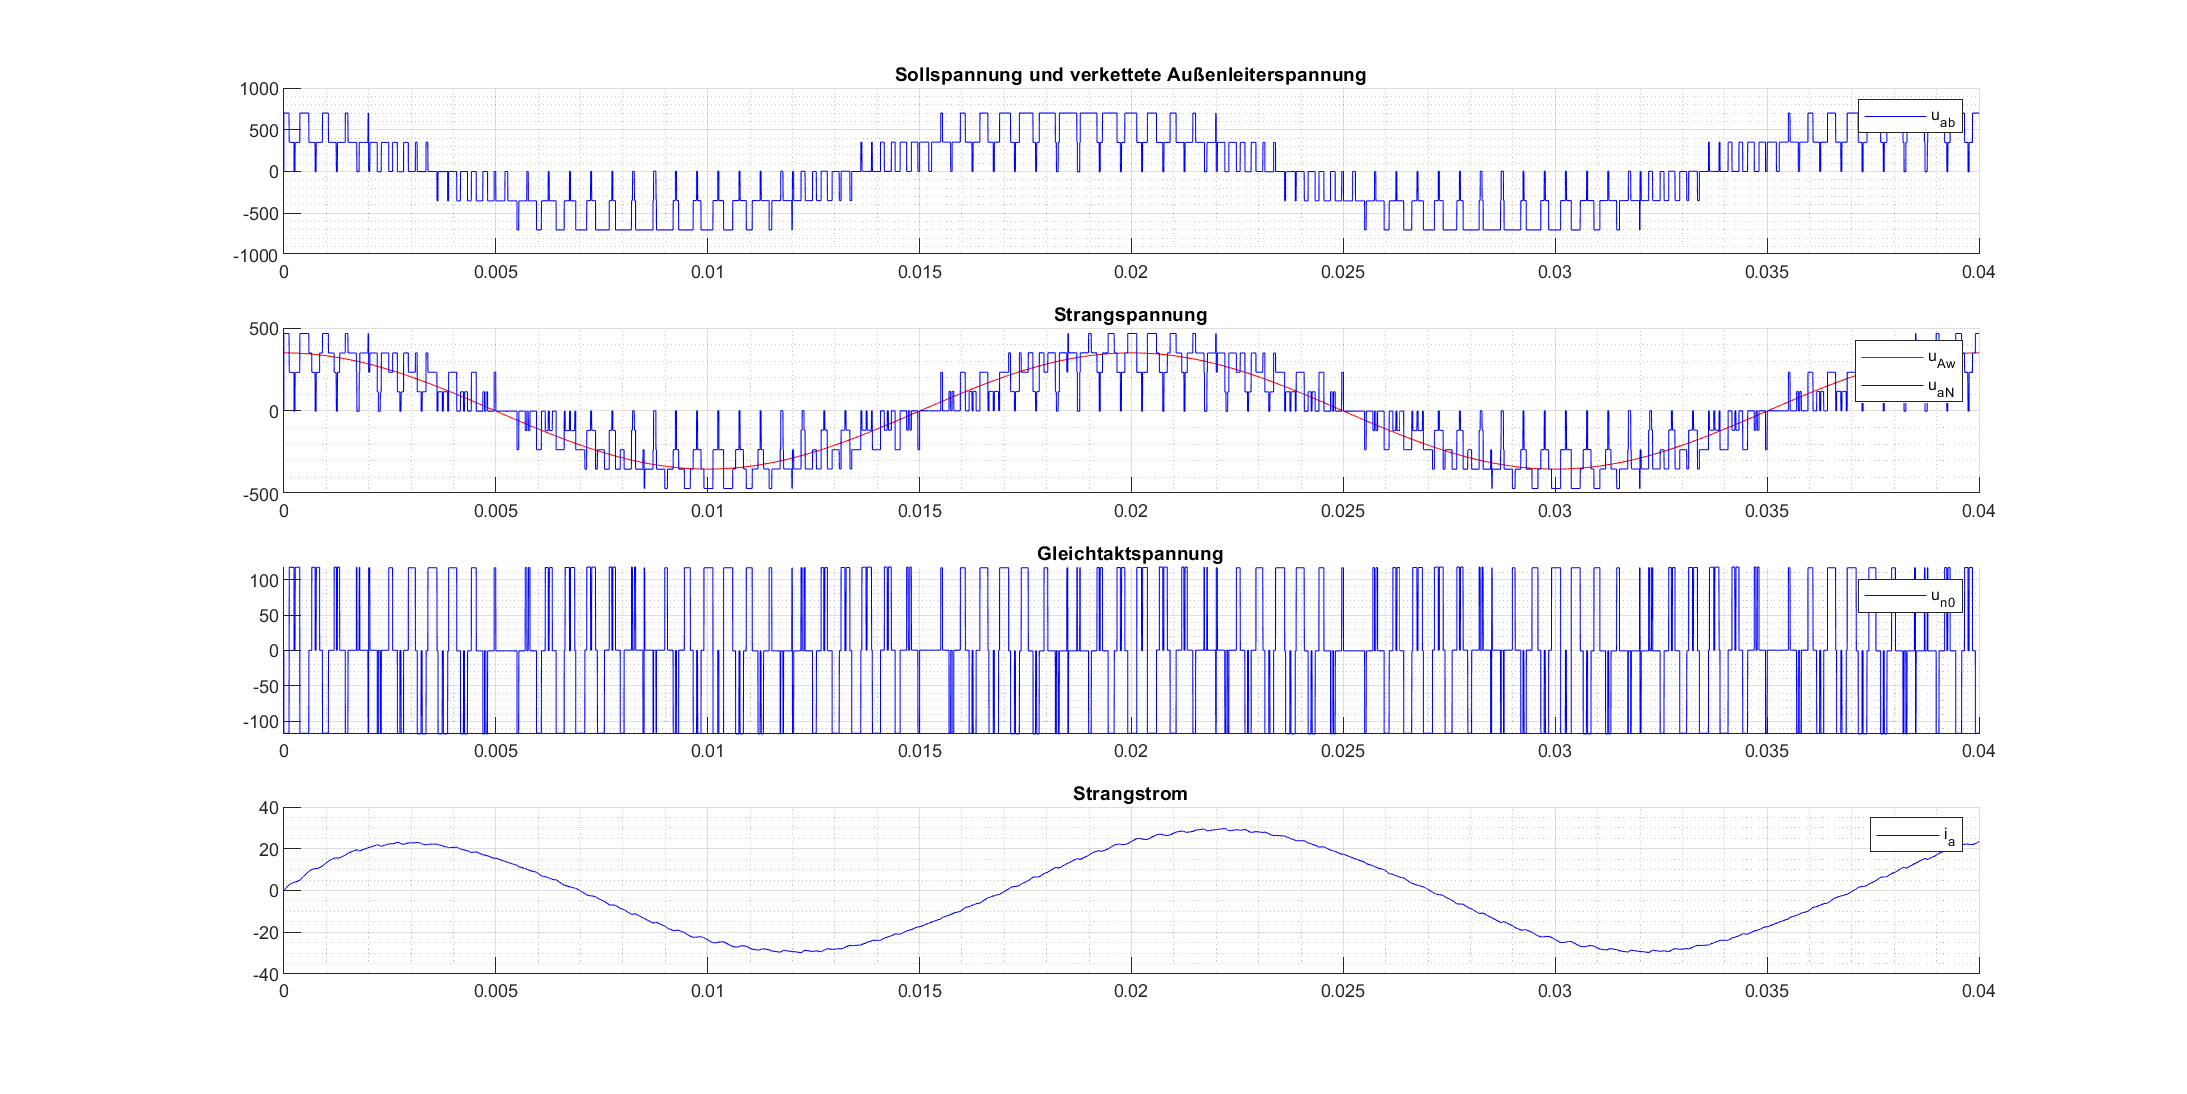 Sollspannung und verkettete Außenleiterspannung
1000
500
0
-500
-1000
u_ab
0 0.005 0.01 0.015 0.02 0.025 0.03 0.035 0.04
Strangspannung
500
0
-500
u_Aw
u_aN
0 0.005 0.01 0.015 0.02 0.025 0.03 0.035 0.04
Gleichtaktspannung
100
50
0
-50
-100
u_n0
0 0.005 0.01 0.015 0.02 0.025 0.03 0.035 0.04
Strangstrom
40
20
0
-20
-40
i_a
0 0.005 0.01 0.015 0.02 0.025 0.03 0.035 0.04